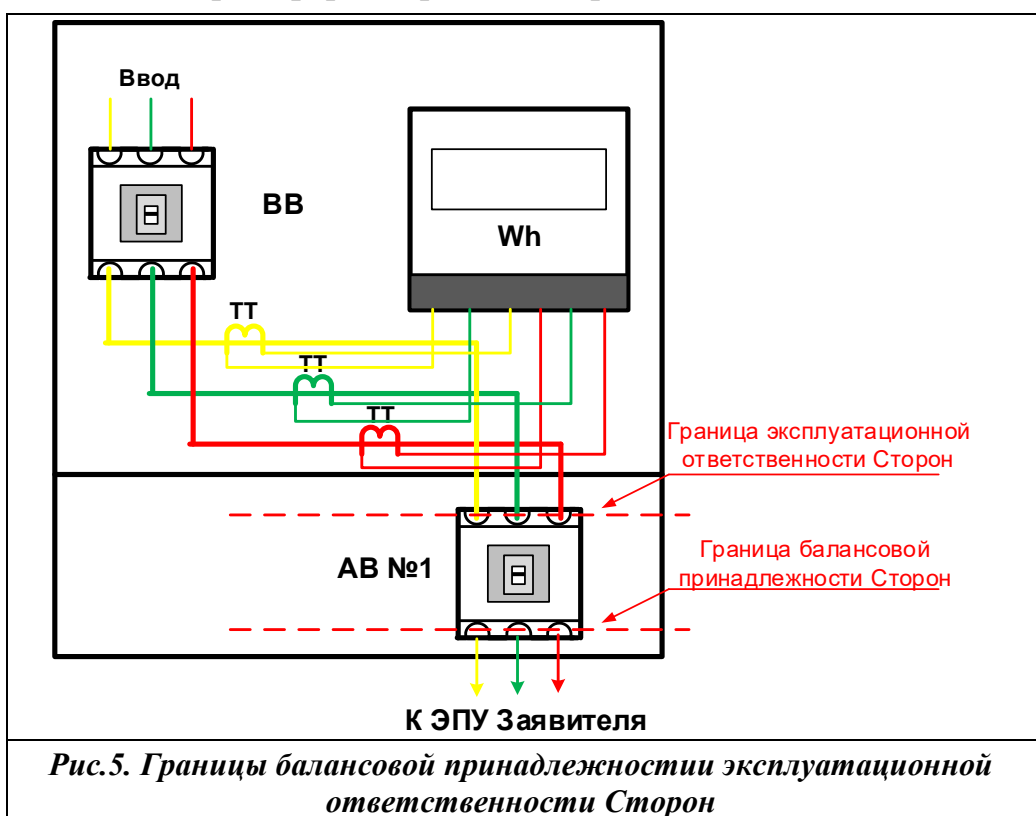 Ввод
ВВ
Wh
ТТ
ТТ
ТТ
Граница эксплуатационной
ответственности Сторон
Граница балансовой
принадлежности Сторон
АВ №1
К ЭПУ Заявителя
Рис.5. Границы балансовой принадлежностии эксплуатационной
ответственности Сторон